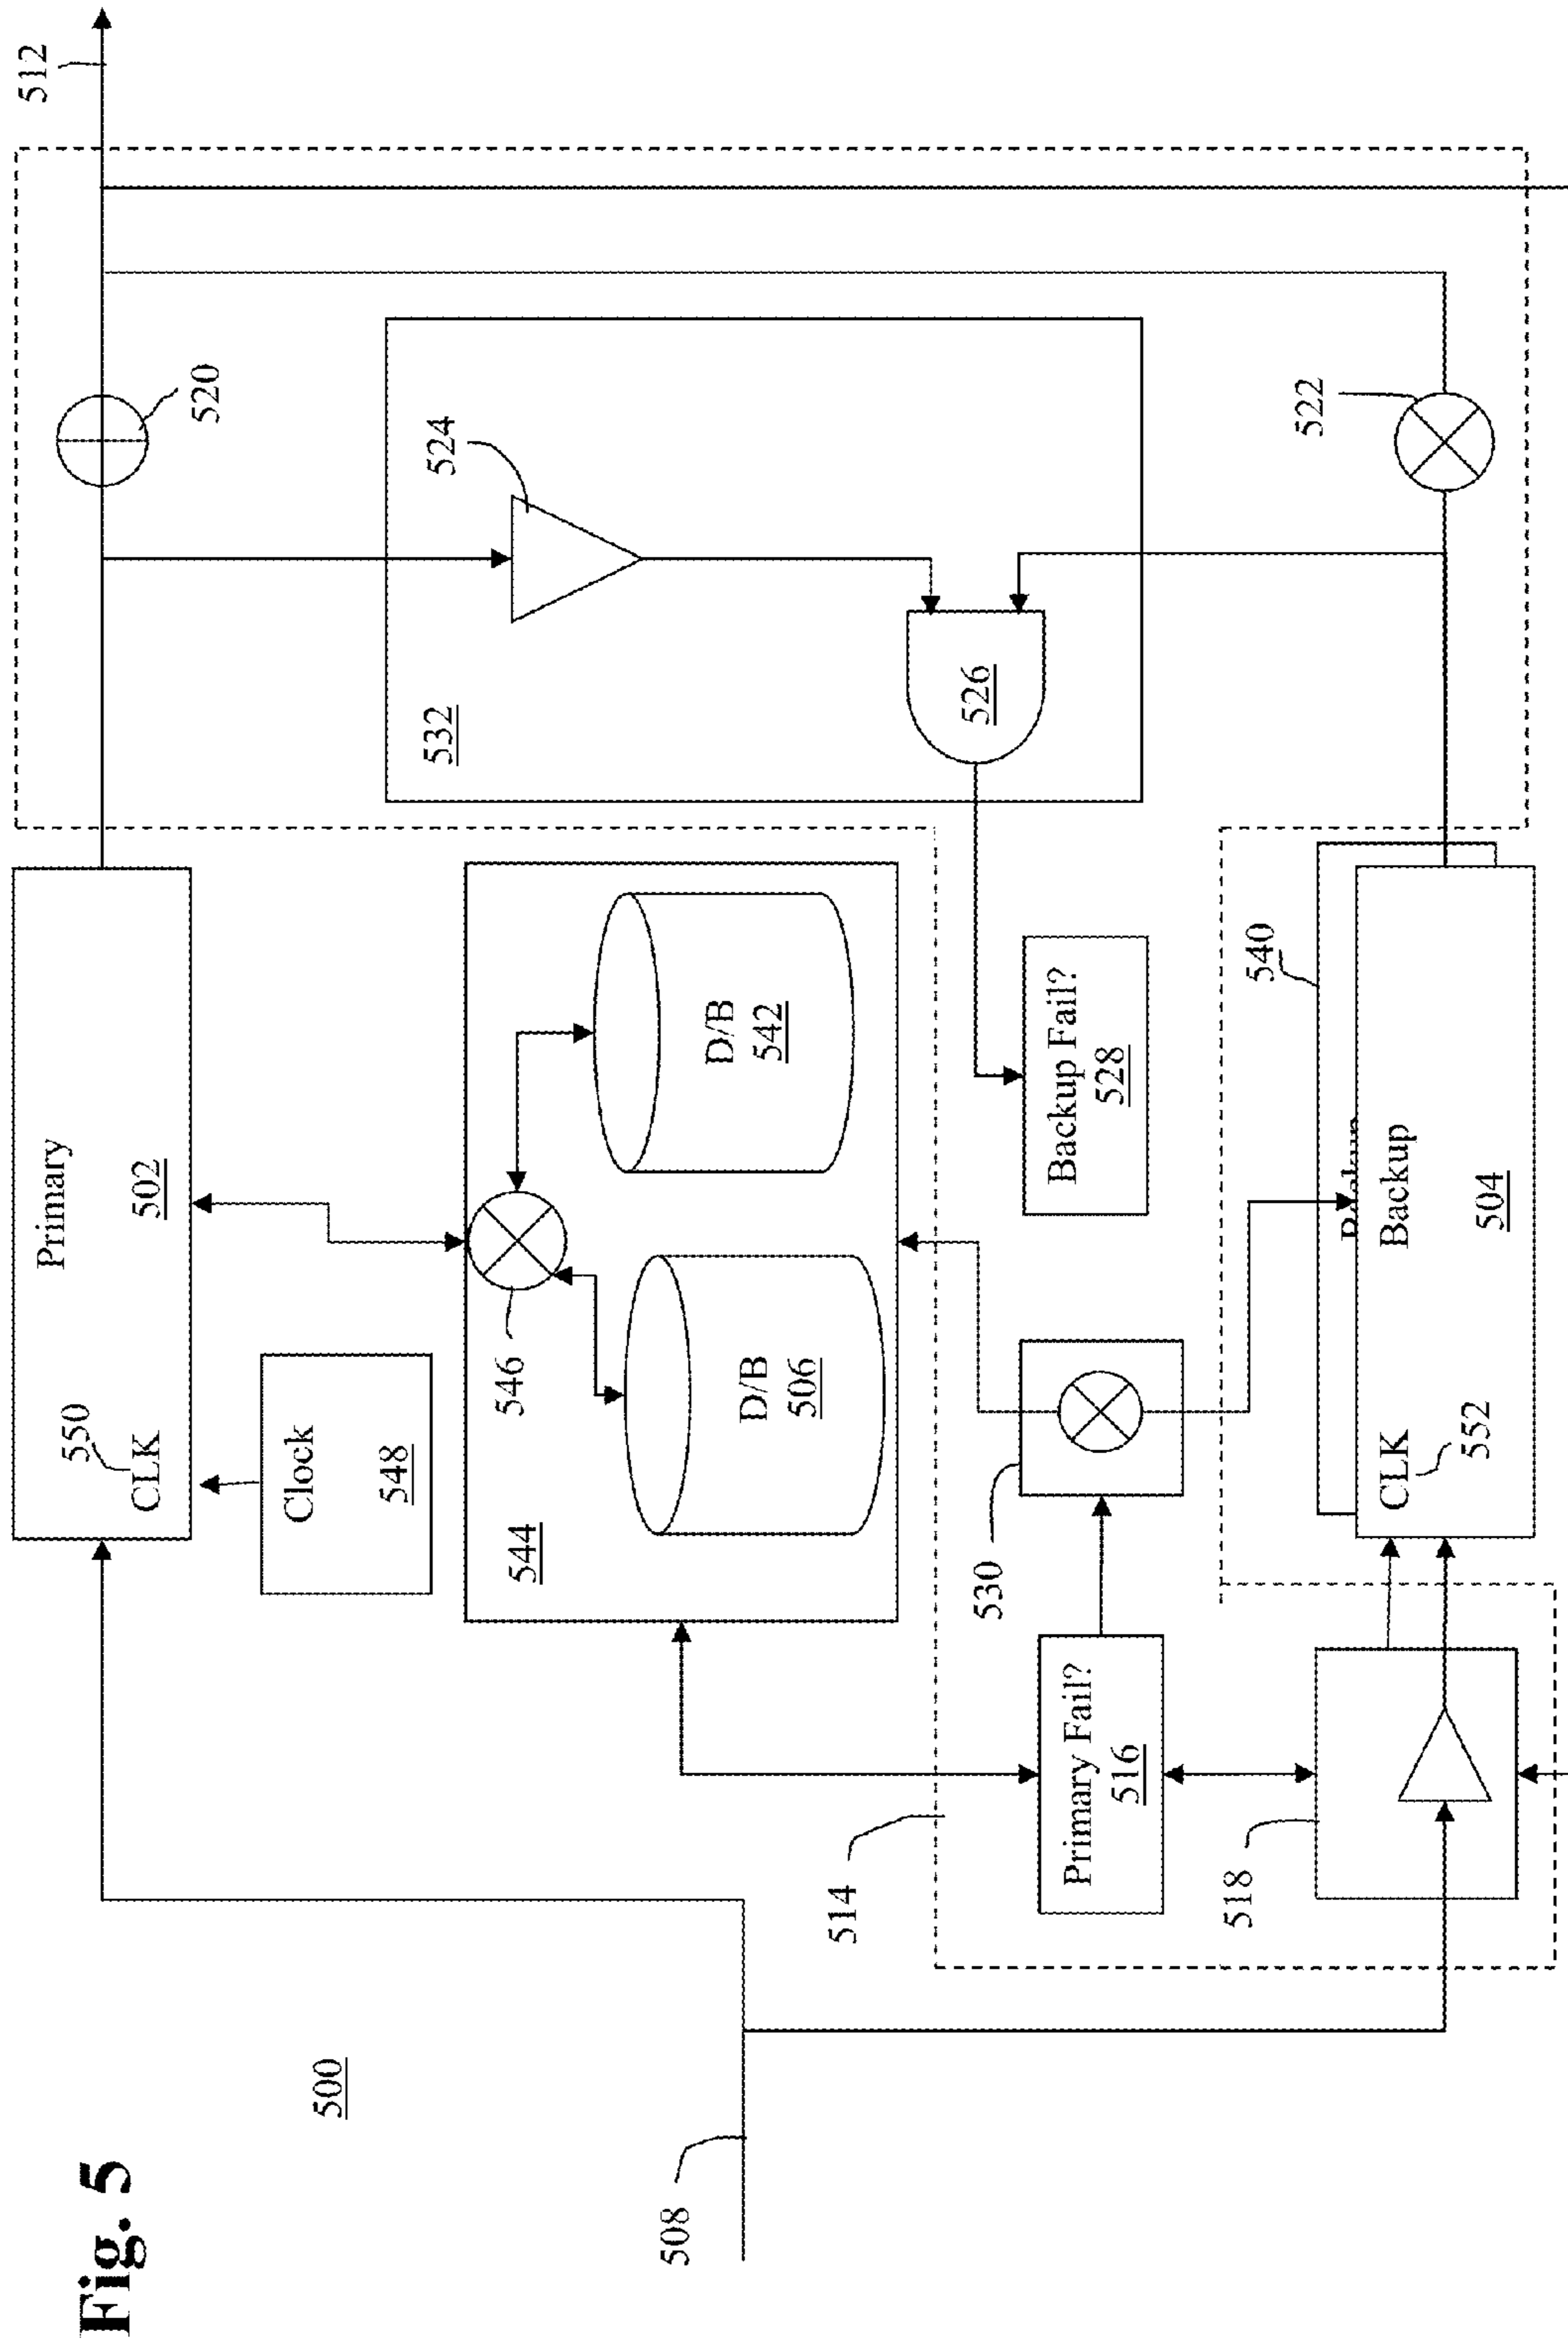 Fig. 5
500
508
512
Primary
502
550
CLK
Clock
548
520
544
546
D/B
506
D/B
542
532
524
526
514
Primary Fail?
516
530
Backup Fail?
528
518
540
Backup
CLK
552
504
522